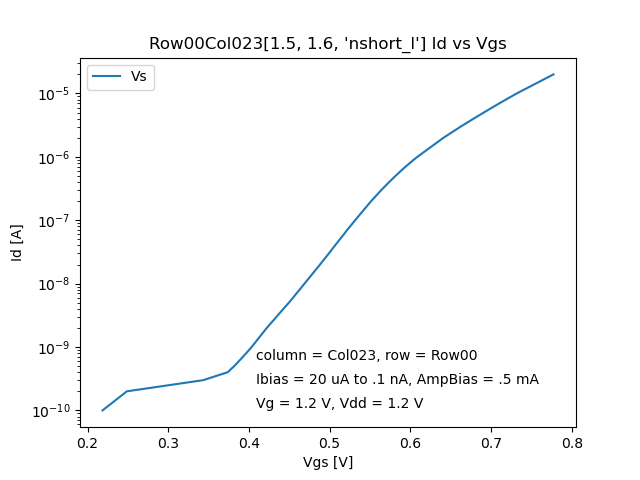 Row00Col023[1.5, 1.6, 'nshort_l'] Id vs Vgs
Vs
10⁻⁵
10⁻⁶
10⁻⁷
10⁻⁸
10⁻⁹
10⁻¹⁰
Id [A]
column = Col023, row = Row00
Ibias = 20 uA to .1 nA, AmpBias = .5 mA
Vg = 1.2 V, Vdd = 1.2 V
0.2 0.3 0.4 0.5 0.6 0.7 0.8
Vgs [V]